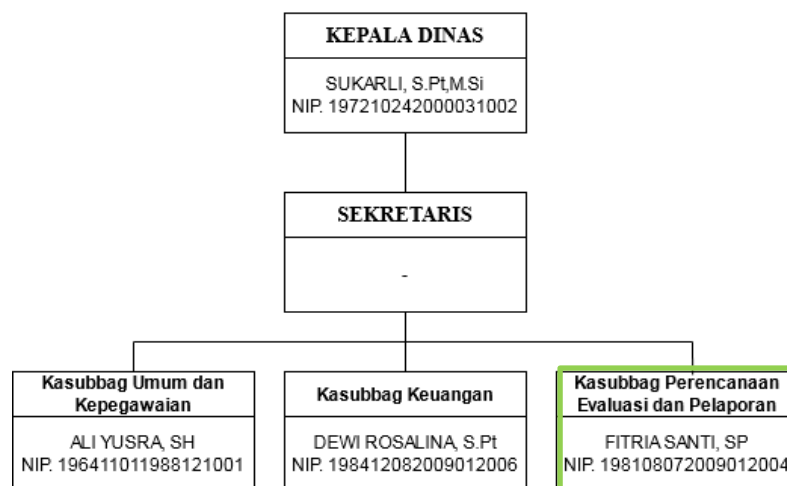 KEPALA DINAS
SUKARLI, S.Pt,M.Si
NIP. 197210242000031002
SEKRETARIS
-
Kasubbag Umum dan
Kepegawaian
ALI YUSRA, SH
NIP. 196411011988121001
Kasubbag Keuangan
DEWI ROSALINA, S.Pt
NIP. 198412082009012006
Kasubbag Perencanaan
Evaluasi dan Pelaporan
FITRIA SANTI, SP
NIP. 198108072009012004